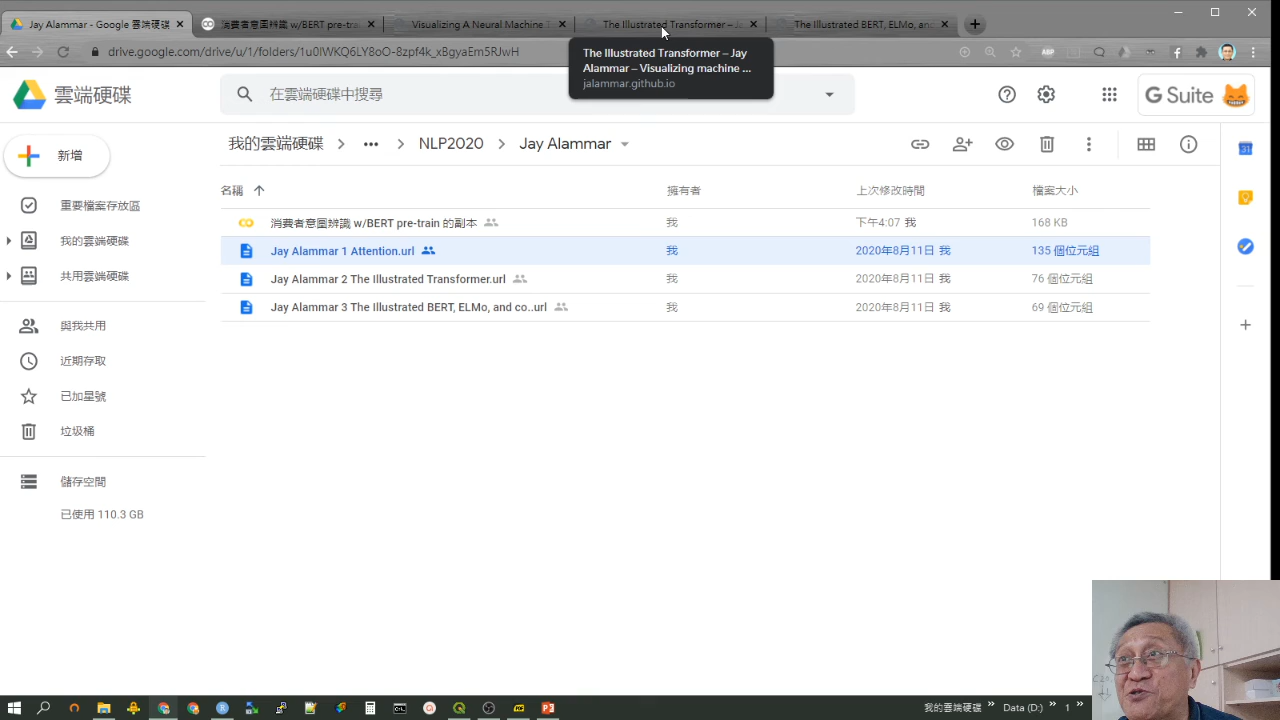 Jay Alammar - Google 雲端硬碟
消費者意圖辨識 w/BERT pre-trai
Visualizing A Neural Machine T
The Illustrated Transformer – Ja
The Illustrated BERT, ELMo, and
drive.google.com/drive/u/1/folders/1u0IWKQ6LY8oO-8zpf4k_xBgyaEm5RJwH
The Illustrated Transformer – Jay
Alammar – Visualizing machine ...
jalammar.github.io
雲端硬碟
在雲端硬碟中搜尋
G Suite
新增
我的雲端硬碟 > ••• > NLP2020 > Jay Alammar
名稱 擁有者 上次修改時間 檔案大小
消費者意圖辨識 w/BERT pre-train 的副本 我 下午4:07 我 168 KB
Jay Alammar 1 Attention.url 我 2020年8月11日 我 135 個位元組
Jay Alammar 2 The Illustrated Transformer.url 我 2020年8月11日 我 76 個位元組
Jay Alammar 3 The Illustrated BERT, ELMo, and co..url 我 2020年8月11日 我 69 個位元組
重要檔案存放區
我的雲端硬碟
共用雲端硬碟
與我共用
近期存取
已加星號
垃圾桶
儲存空間
已使用 110.3 GB
31
ABP
我的雲端硬碟 » Data (D:) » 1 »